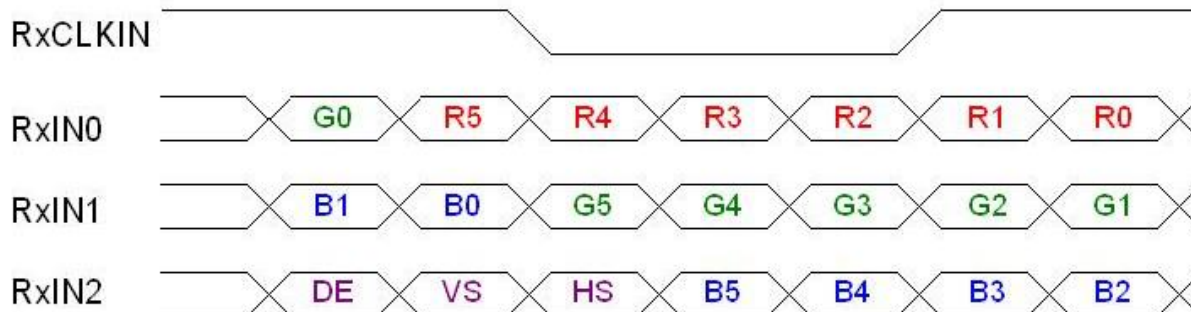 RxCLKIN
RxIN0 G0 R5 R4 R3 R2 R1 R0
RxIN1 B1 B0 G5 G4 G3 G2 G1
RxIN2 DE VS HS B5 B4 B3 B2